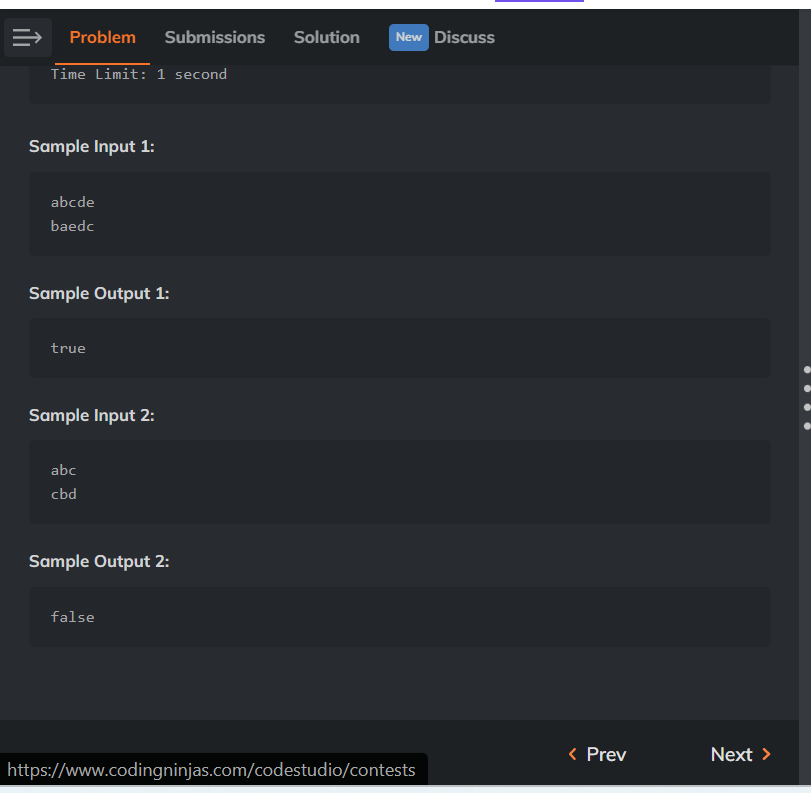 Problem Submissions Solution New Discuss
Time Limit: 1 second
Sample Input 1:
abcde
baedc
Sample Output 1:
true
Sample Input 2:
abc
cbd
Sample Output 2:
false
Prev Next
https://www.codingninjas.com/codestudio/contests